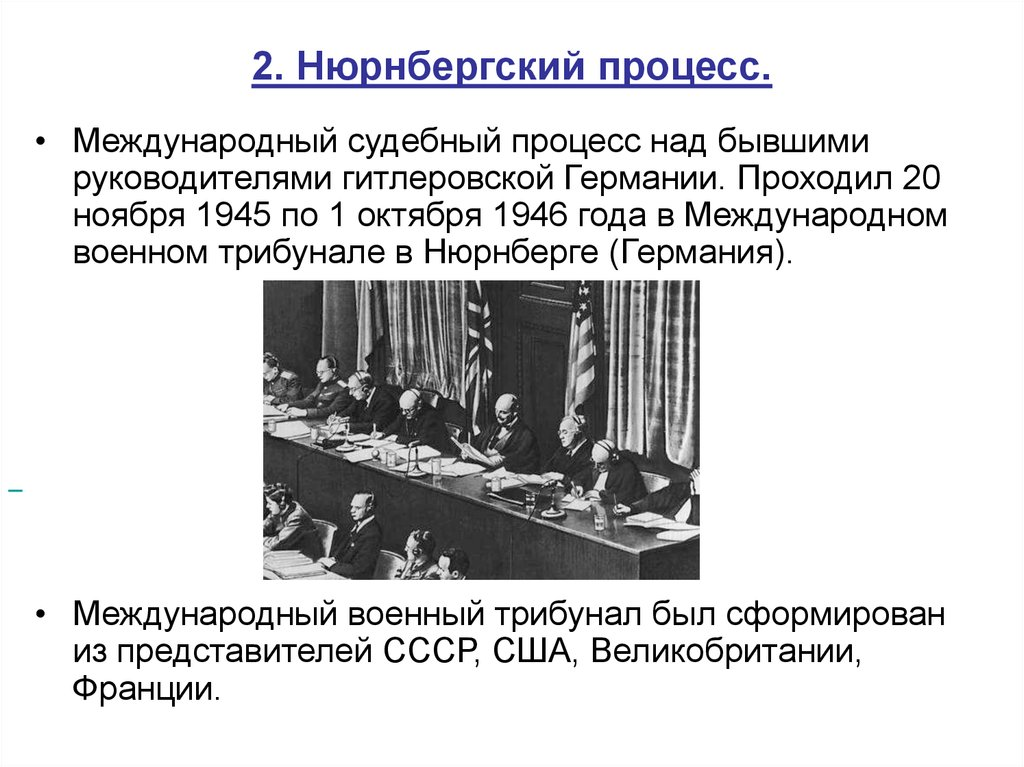 2. Нюрнбергский процесс.
• Международный судебный процесс над бывшими
руководителями гитлеровской Германии. Проходил 20
ноября 1945 по 1 октября 1946 года в Международном
военном трибунале в Нюрнберге (Германия).
• Международный военный трибунал был сформирован
из представителей СССР, США, Великобритании,
Франции.